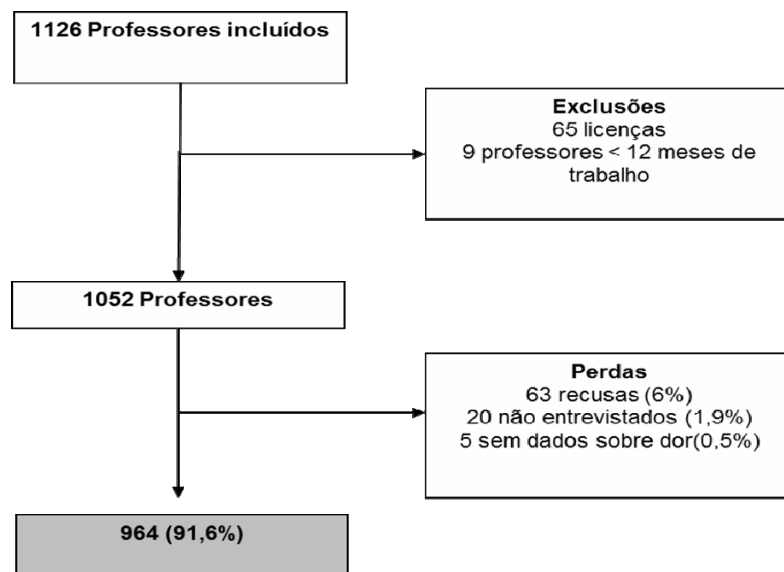 1126 Professores incluídos
Exclusões
65 licenças
9 professores < 12 meses de
trabalho
1052 Professores
Perdas
63 recusas (6%)
20 não entrevistados (1,9%)
5 sem dados sobre dor(0,5%)
964 (91,6%)